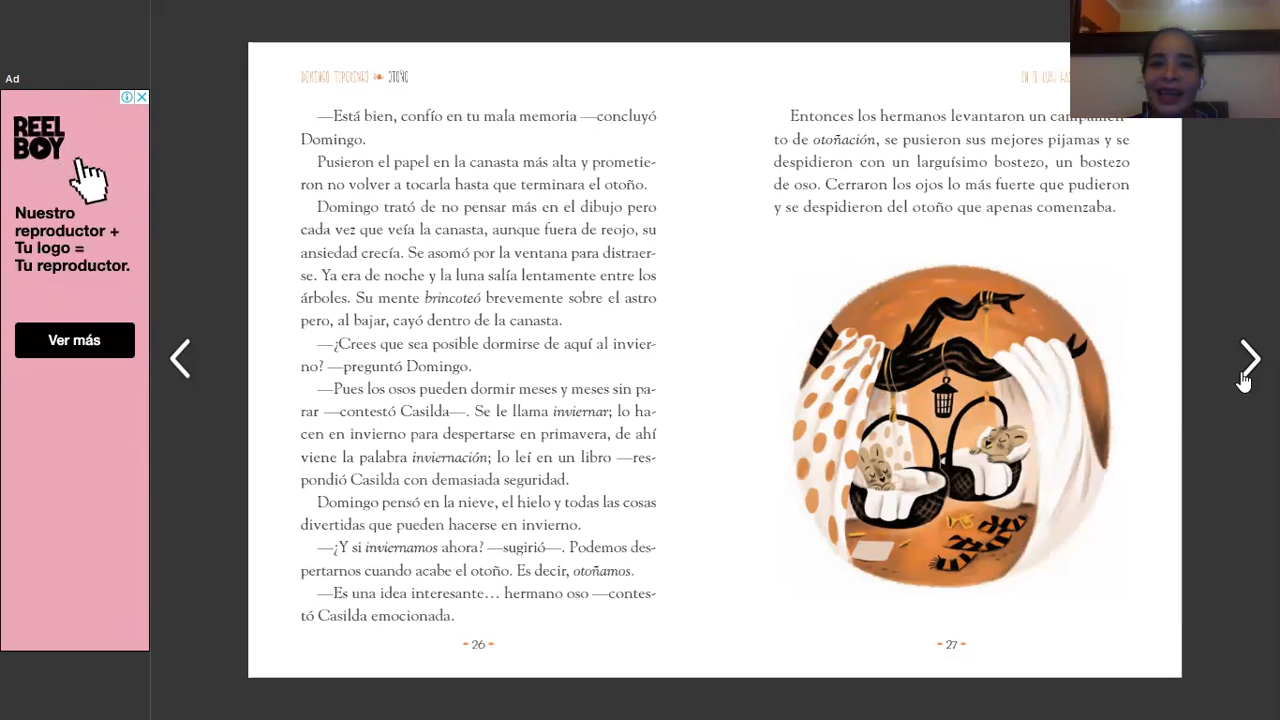 Ad
REEL
BOY
Nuestro
reproductor +
Tu logo =
Tu reproductor.
Ver más
DOMINGO TEPORINGO ❧ OTOÑO
—Está bien, confío en tu mala memoria —concluyó
Domingo.
Pusieron el papel en la canasta más alta y prometie-
ron no volver a tocarla hasta que terminara el otoño.
Domingo trató de no pensar más en el dibujo pero
cada vez que veía la canasta, aunque fuera de reojo, su
ansiedad crecía. Se asomó por la ventana para distraer-
se. Ya era de noche y la luna salía lentamente entre los
árboles. Su mente brincoteó brevemente sobre el astro
pero, al bajar, cayó dentro de la canasta.
—¿Crees que sea posible dormirse de aquí al invier-
no? —preguntó Domingo.
—Pues los osos pueden dormir meses y meses sin pa-
rar —contestó Casilda—. Se le llama inviernar; lo ha-
cen en invierno para despertarse en primavera, de ahí
viene la palabra inviernación; lo leí en un libro —res-
pondió Casilda con demasiada seguridad.
Domingo pensó en la nieve, el hielo y todas las cosas
divertidas que pueden hacerse en invierno.
—¿Y si inviernamos ahora? —sugirió—. Podemos des-
pertarnos cuando acabe el otoño. Es decir, otoñamos.
—Es una idea interesante… hermano oso —contes-
tó Casilda emocionada.
- 26 -
EN EL CUAL
Entonces los hermanos levantaron un campamen-
to de otoñación, se pusieron sus mejores pijamas y se
despidieron con un larguísimo bostezo, un bostezo
de oso. Cerraron los ojos lo más fuerte que pudieron
y se despidieron del otoño que apenas comenzaba.
- 27 -